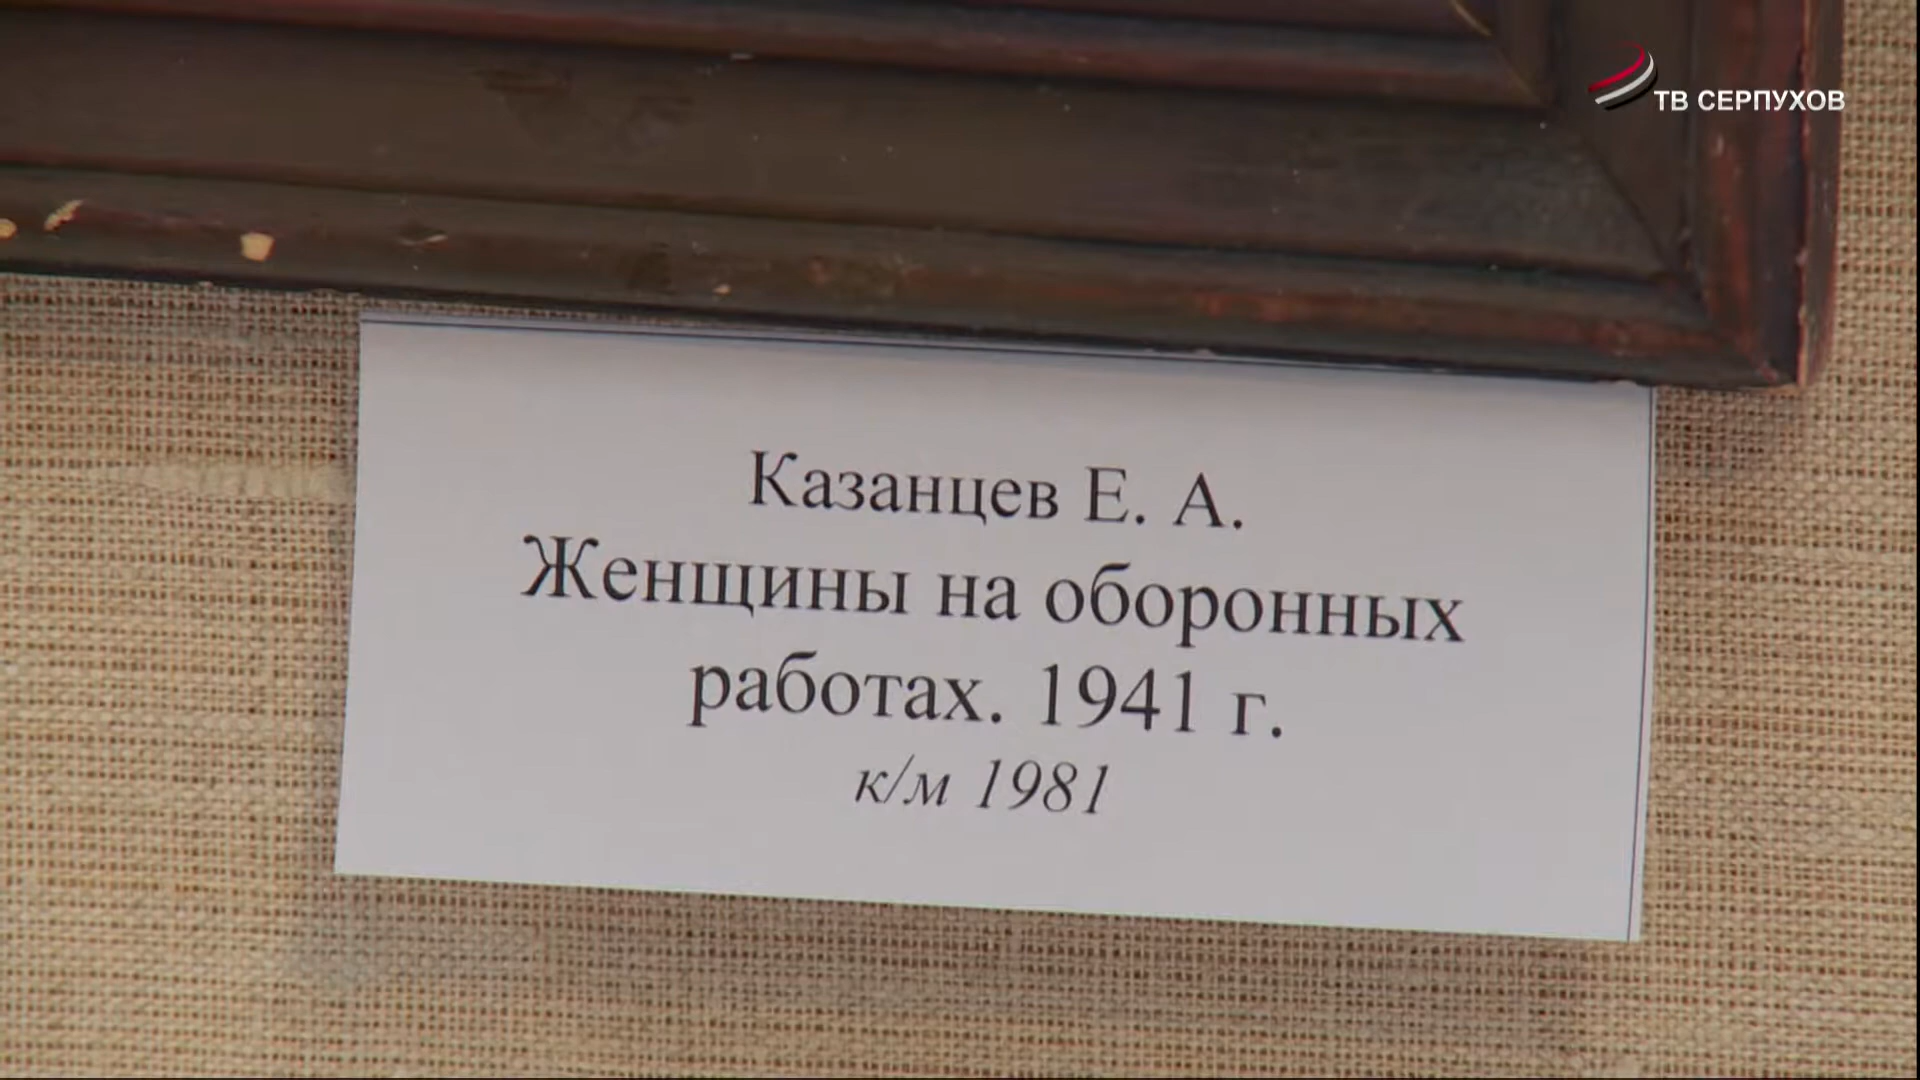 ТВ СЕРПУХОВ
Казанцев Е. А.
Женщины на оборонных
работах. 1941 г.
к/м 1981